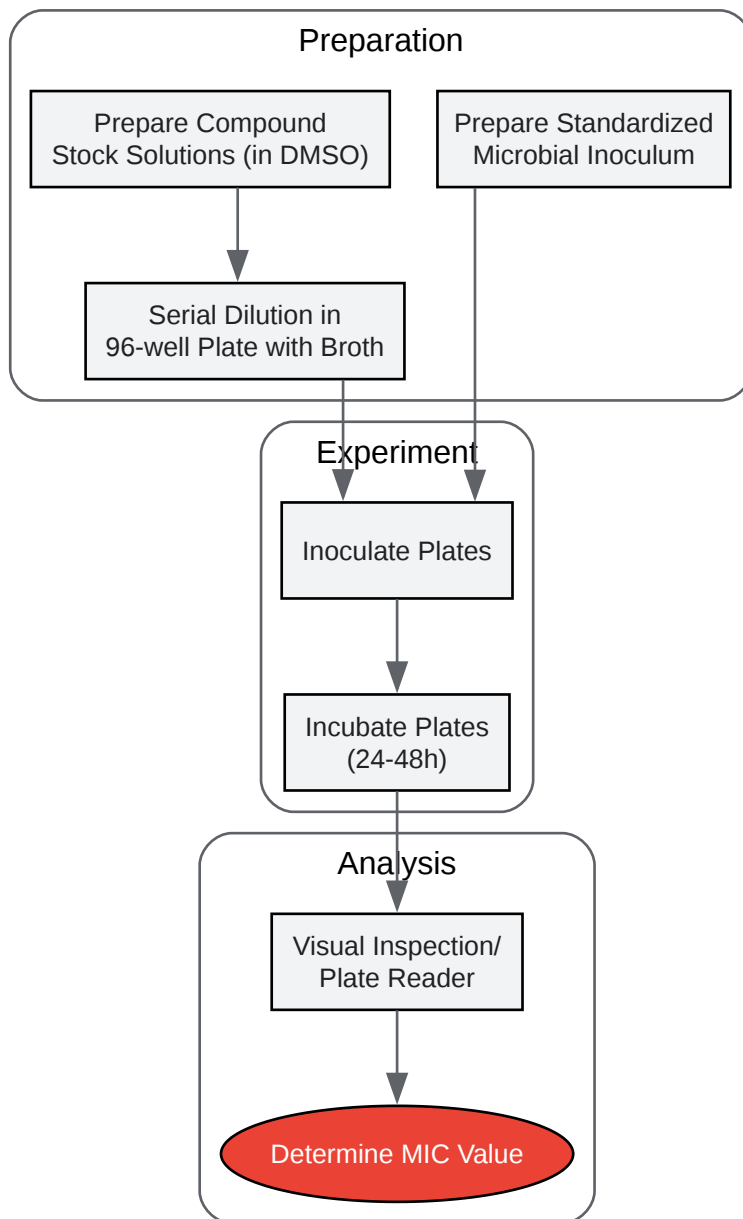 Preparation
Prepare Compound
Stock Solutions (in DMSO)
Prepare Standardized
Microbial Inoculum
Serial Dilution in
96-well Plate with Broth
Experiment
Inoculate Plates
Incubate Plates
(24-48h)
Analysis
Visual Inspection/
Plate Reader
Determine MIC Value